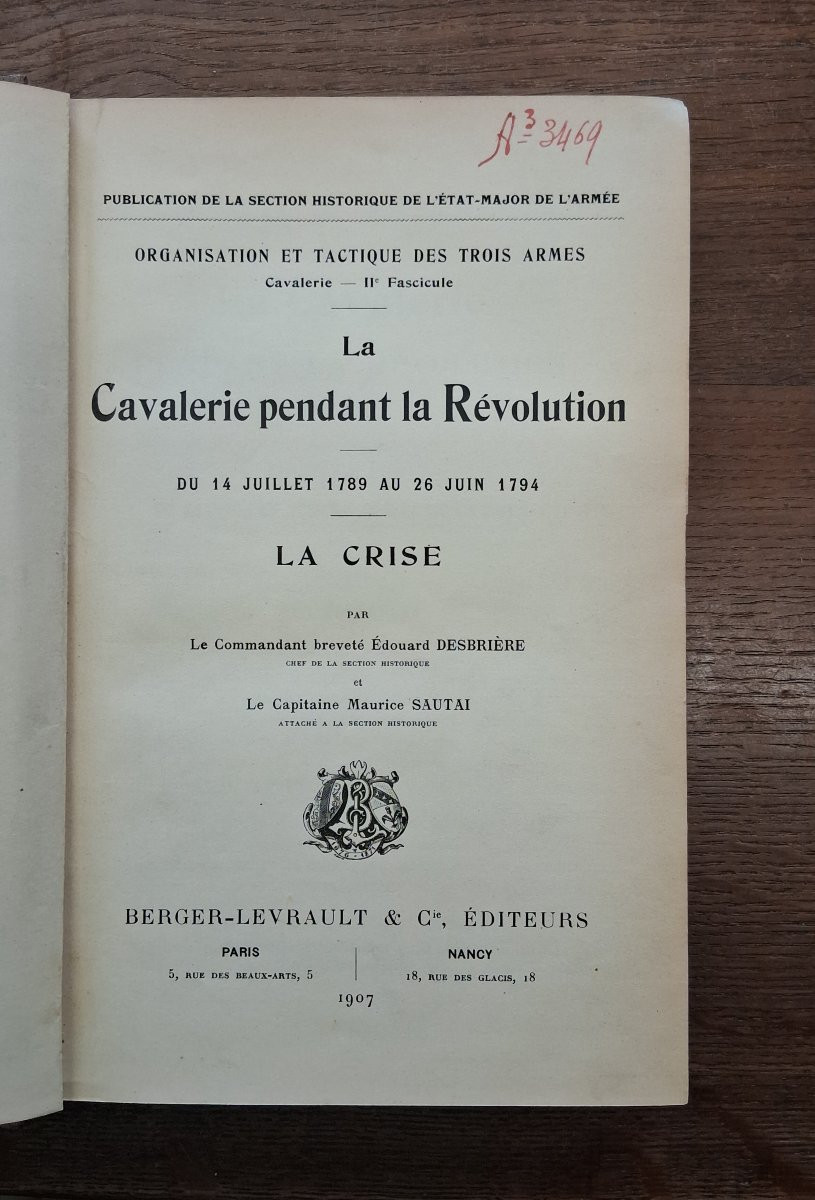 A³ 3469
PUBLICATION DE LA SECTION HISTORIQUE DE L'ÉTAT-MAJOR DE L'ARMÉE
ORGANISATION ET TACTIQUE DES TROIS ARMES
Cavalerie — IIe Fascicule
La
Cavalerie pendant la Révolution
DU 14 JUILLET 1789 AU 26 JUIN 1794
LA CRISE
PAR
Le Commandant breveté Édouard DESBRIÈRE
CHEF DE LA SECTION HISTORIQUE
et
Le Capitaine Maurice SAUTAI
ATTACHÉ A LA SECTION HISTORIQUE
BERGER-LEVRAULT & Cie, ÉDITEURS
PARIS
5, RUE DES BEAUX-ARTS, 5
NANCY
18, RUE DES GLACIS, 18
1907